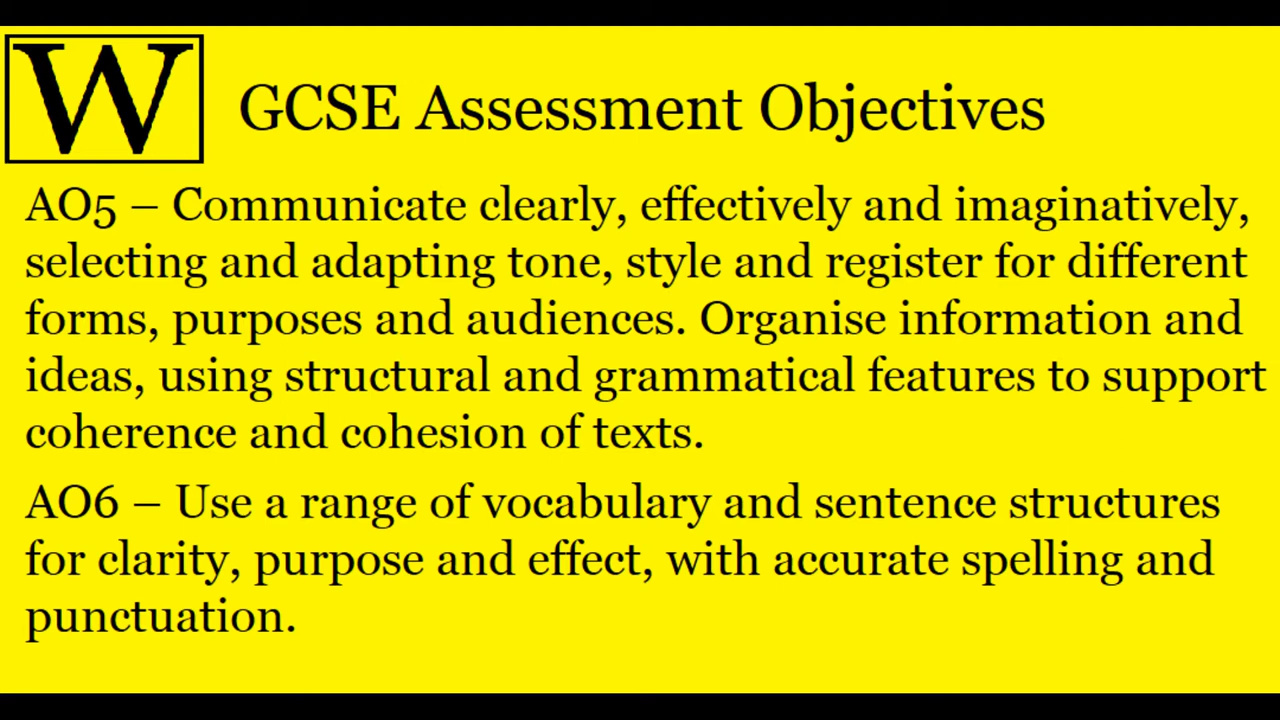 W
GCSE Assessment Objectives
AO5 – Communicate clearly, effectively and imaginatively,
selecting and adapting tone, style and register for different
forms, purposes and audiences. Organise information and
ideas, using structural and grammatical features to support
coherence and cohesion of texts.
AO6 – Use a range of vocabulary and sentence structures
for clarity, purpose and effect, with accurate spelling and
punctuation.